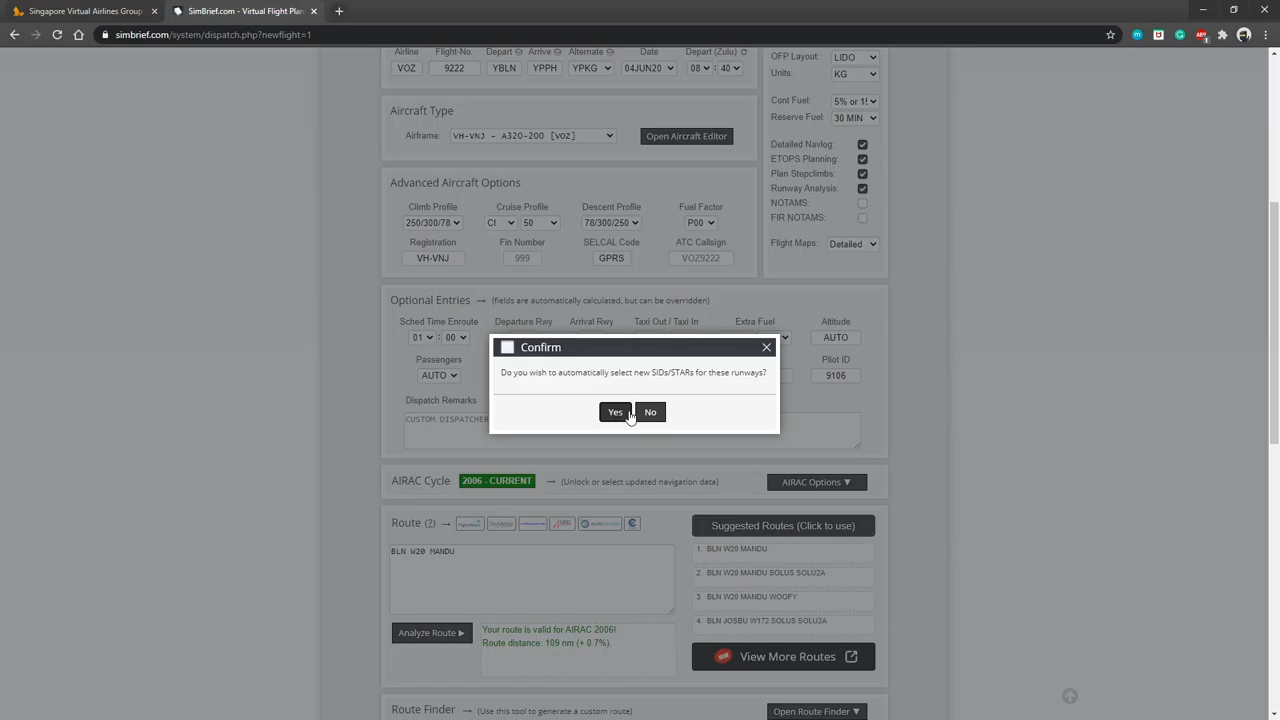 Singapore Virtual Airlines Group
SimBrief.com - Virtual Flight Plan
simbrief.com/system/dispatch.php?newflight=1
Airline Flight-No. Depart Arrive Alternate Date Depart (Zulu)
VOZ 9222 YBLN YPPH YPKG 04JUN20 08 : 40
OFP Layout: LIDO
Units: KG
Cont Fuel: 5% or 15
Reserve Fuel: 30 MIN
Detailed Navlog:
ETOPS Planning:
Plan Stepclimbs:
Runway Analysis:
NOTAMS:
FIR NOTAMS:
Flight Maps: Detailed
Aircraft Type
Airframe: VH-VNJ - A320-200 [VOZ] Open Aircraft Editor
Advanced Aircraft Options
Climb Profile Cruise Profile Descent Profile Fuel Factor
250/300/78 CI 50 78/300/250 P00
Registration Fin Number SELCAL Code ATC Callsign
VH-VNJ 999 GPRS VOZ9222
Optional Entries → (fields are automatically calculated, but can be overridden)
Sched Time Enroute Departure Rwy Arrival Rwy Taxi Out / Taxi In Extra Fuel Altitude
01 : 00 AUTO
Passengers Pilot ID
AUTO 9106
Dispatch Remarks
CUSTOM DISPATCHER
Confirm
Do you wish to automatically select new SIDs/STARs for these runways?
Yes No
AIRAC Cycle 2006 - CURRENT → (Unlock or select updated navigation data) AIRAC Options ▼
Route (?) →
BLN W20 MANDU
Analyze Route ▶
Your route is valid for AIRAC 2006!
Route distance: 109 nm (+ 0.7%).
Suggested Routes (Click to use)
1. BLN W20 MANDU
2. BLN W20 MANDU SOLUS SOLU2A
3. BLN W20 MANDU WOOFY
4. BLN JOSBU W172 SOLUS SOLU2A
NEW View More Routes
Route Finder → (Use this tool to generate a custom route) Open Route Finder ▼